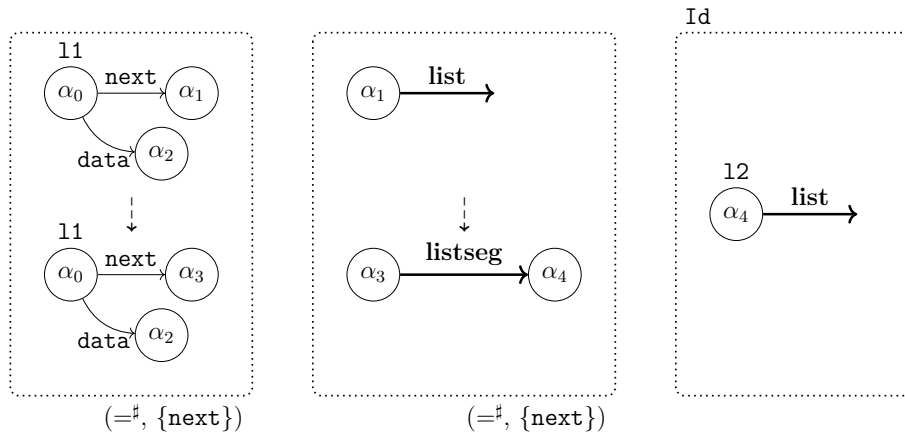 Id
l1
next
α₀
α₁
data
α₂
l1
next
α₀
α₃
data
α₂
(=♯, {next})
list
α₁
listseg
α₃
α₄
(=♯, {next})
l2
list
α₄